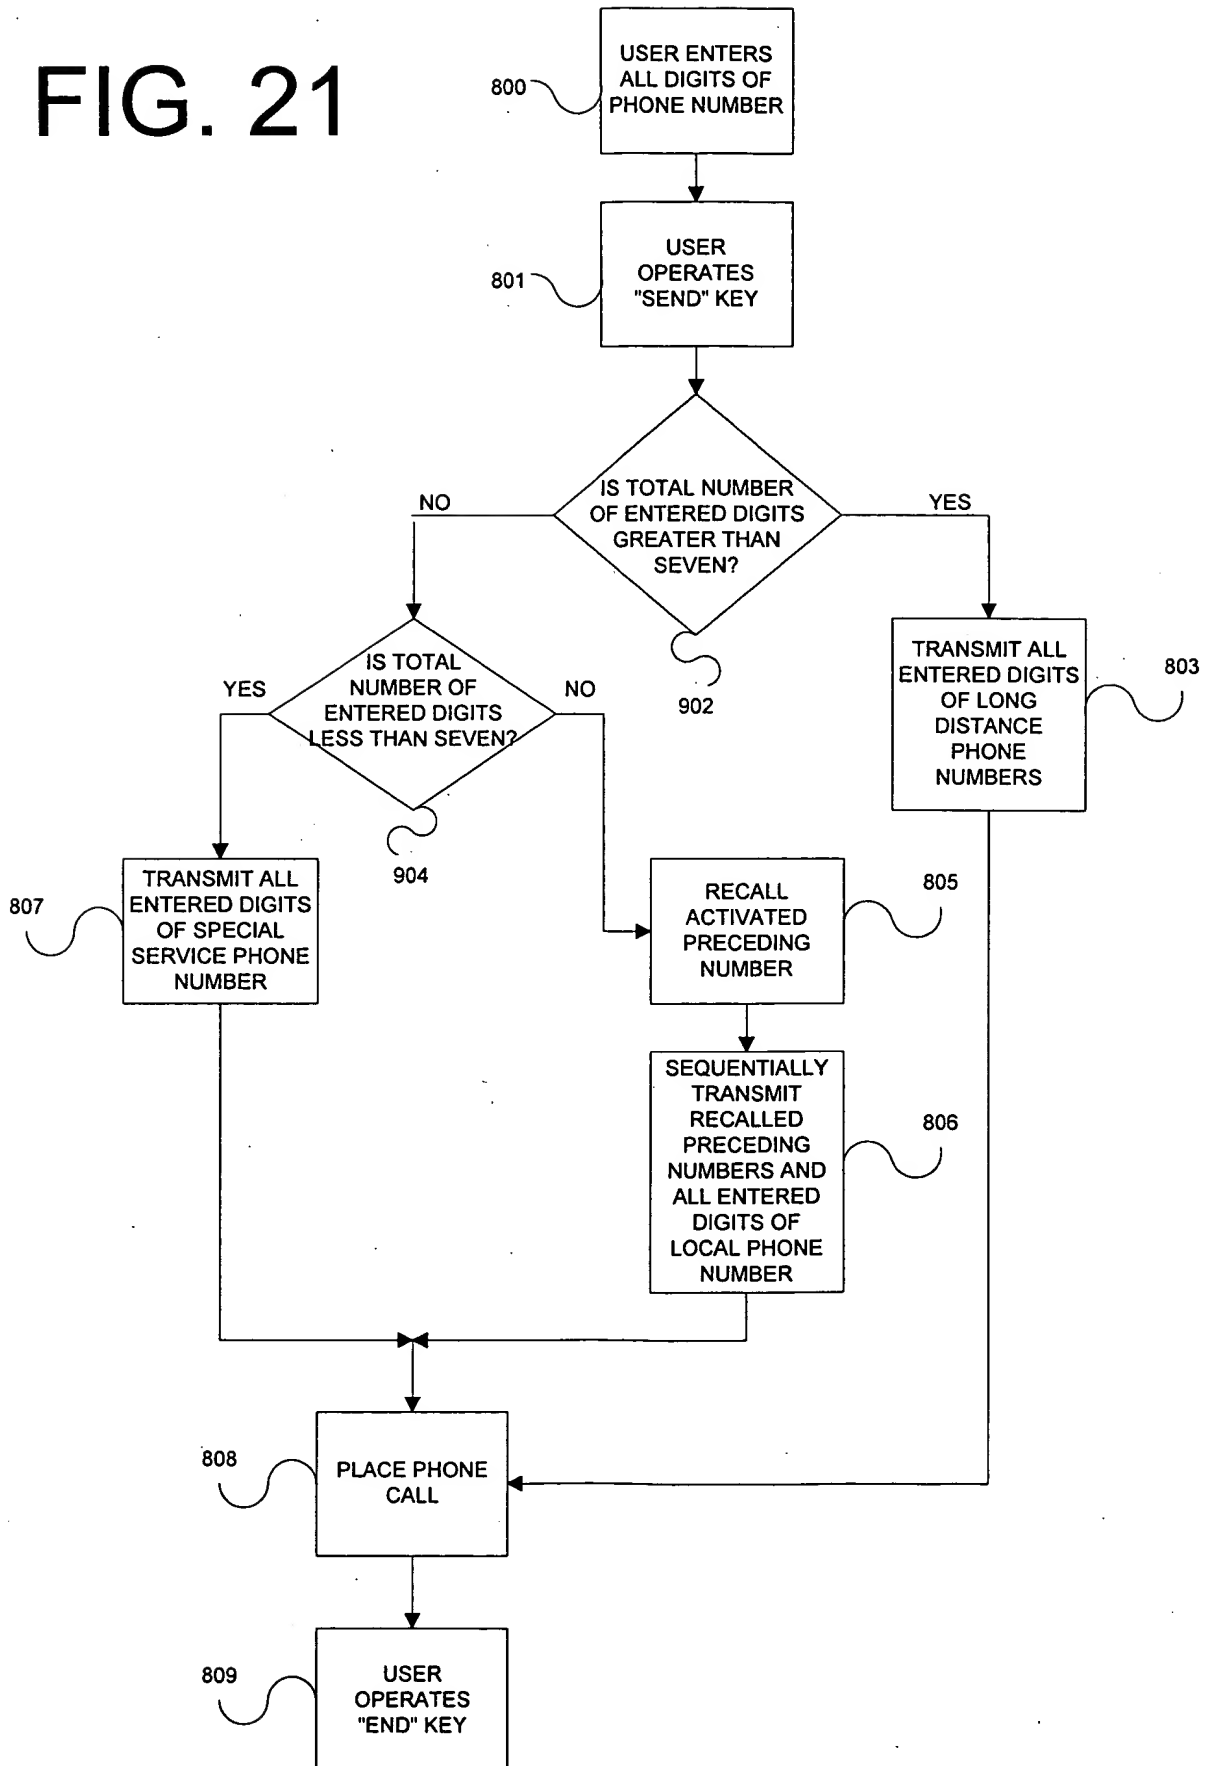 FIG. 21
USER ENTERS
ALL DIGITS OF
PHONE NUMBER
800
USER
OPERATES
"SEND" KEY
801
IS TOTAL NUMBER
OF ENTERED DIGITS
GREATER THAN
SEVEN?
NO
YES
902
IS TOTAL
NUMBER OF
ENTERED DIGITS
LESS THAN SEVEN?
YES
NO
904
TRANSMIT ALL
ENTERED DIGITS
OF LONG
DISTANCE
PHONE
NUMBERS
803
TRANSMIT ALL
ENTERED DIGITS
OF SPECIAL
SERVICE PHONE
NUMBER
807
RECALL
ACTIVATED
PRECEDING
NUMBER
805
SEQUENTIALLY
TRANSMIT
RECALLED
PRECEDING
NUMBERS AND
ALL ENTERED
DIGITS OF
LOCAL PHONE
NUMBER
806
PLACE PHONE
CALL
808
USER
OPERATES
"END" KEY
809